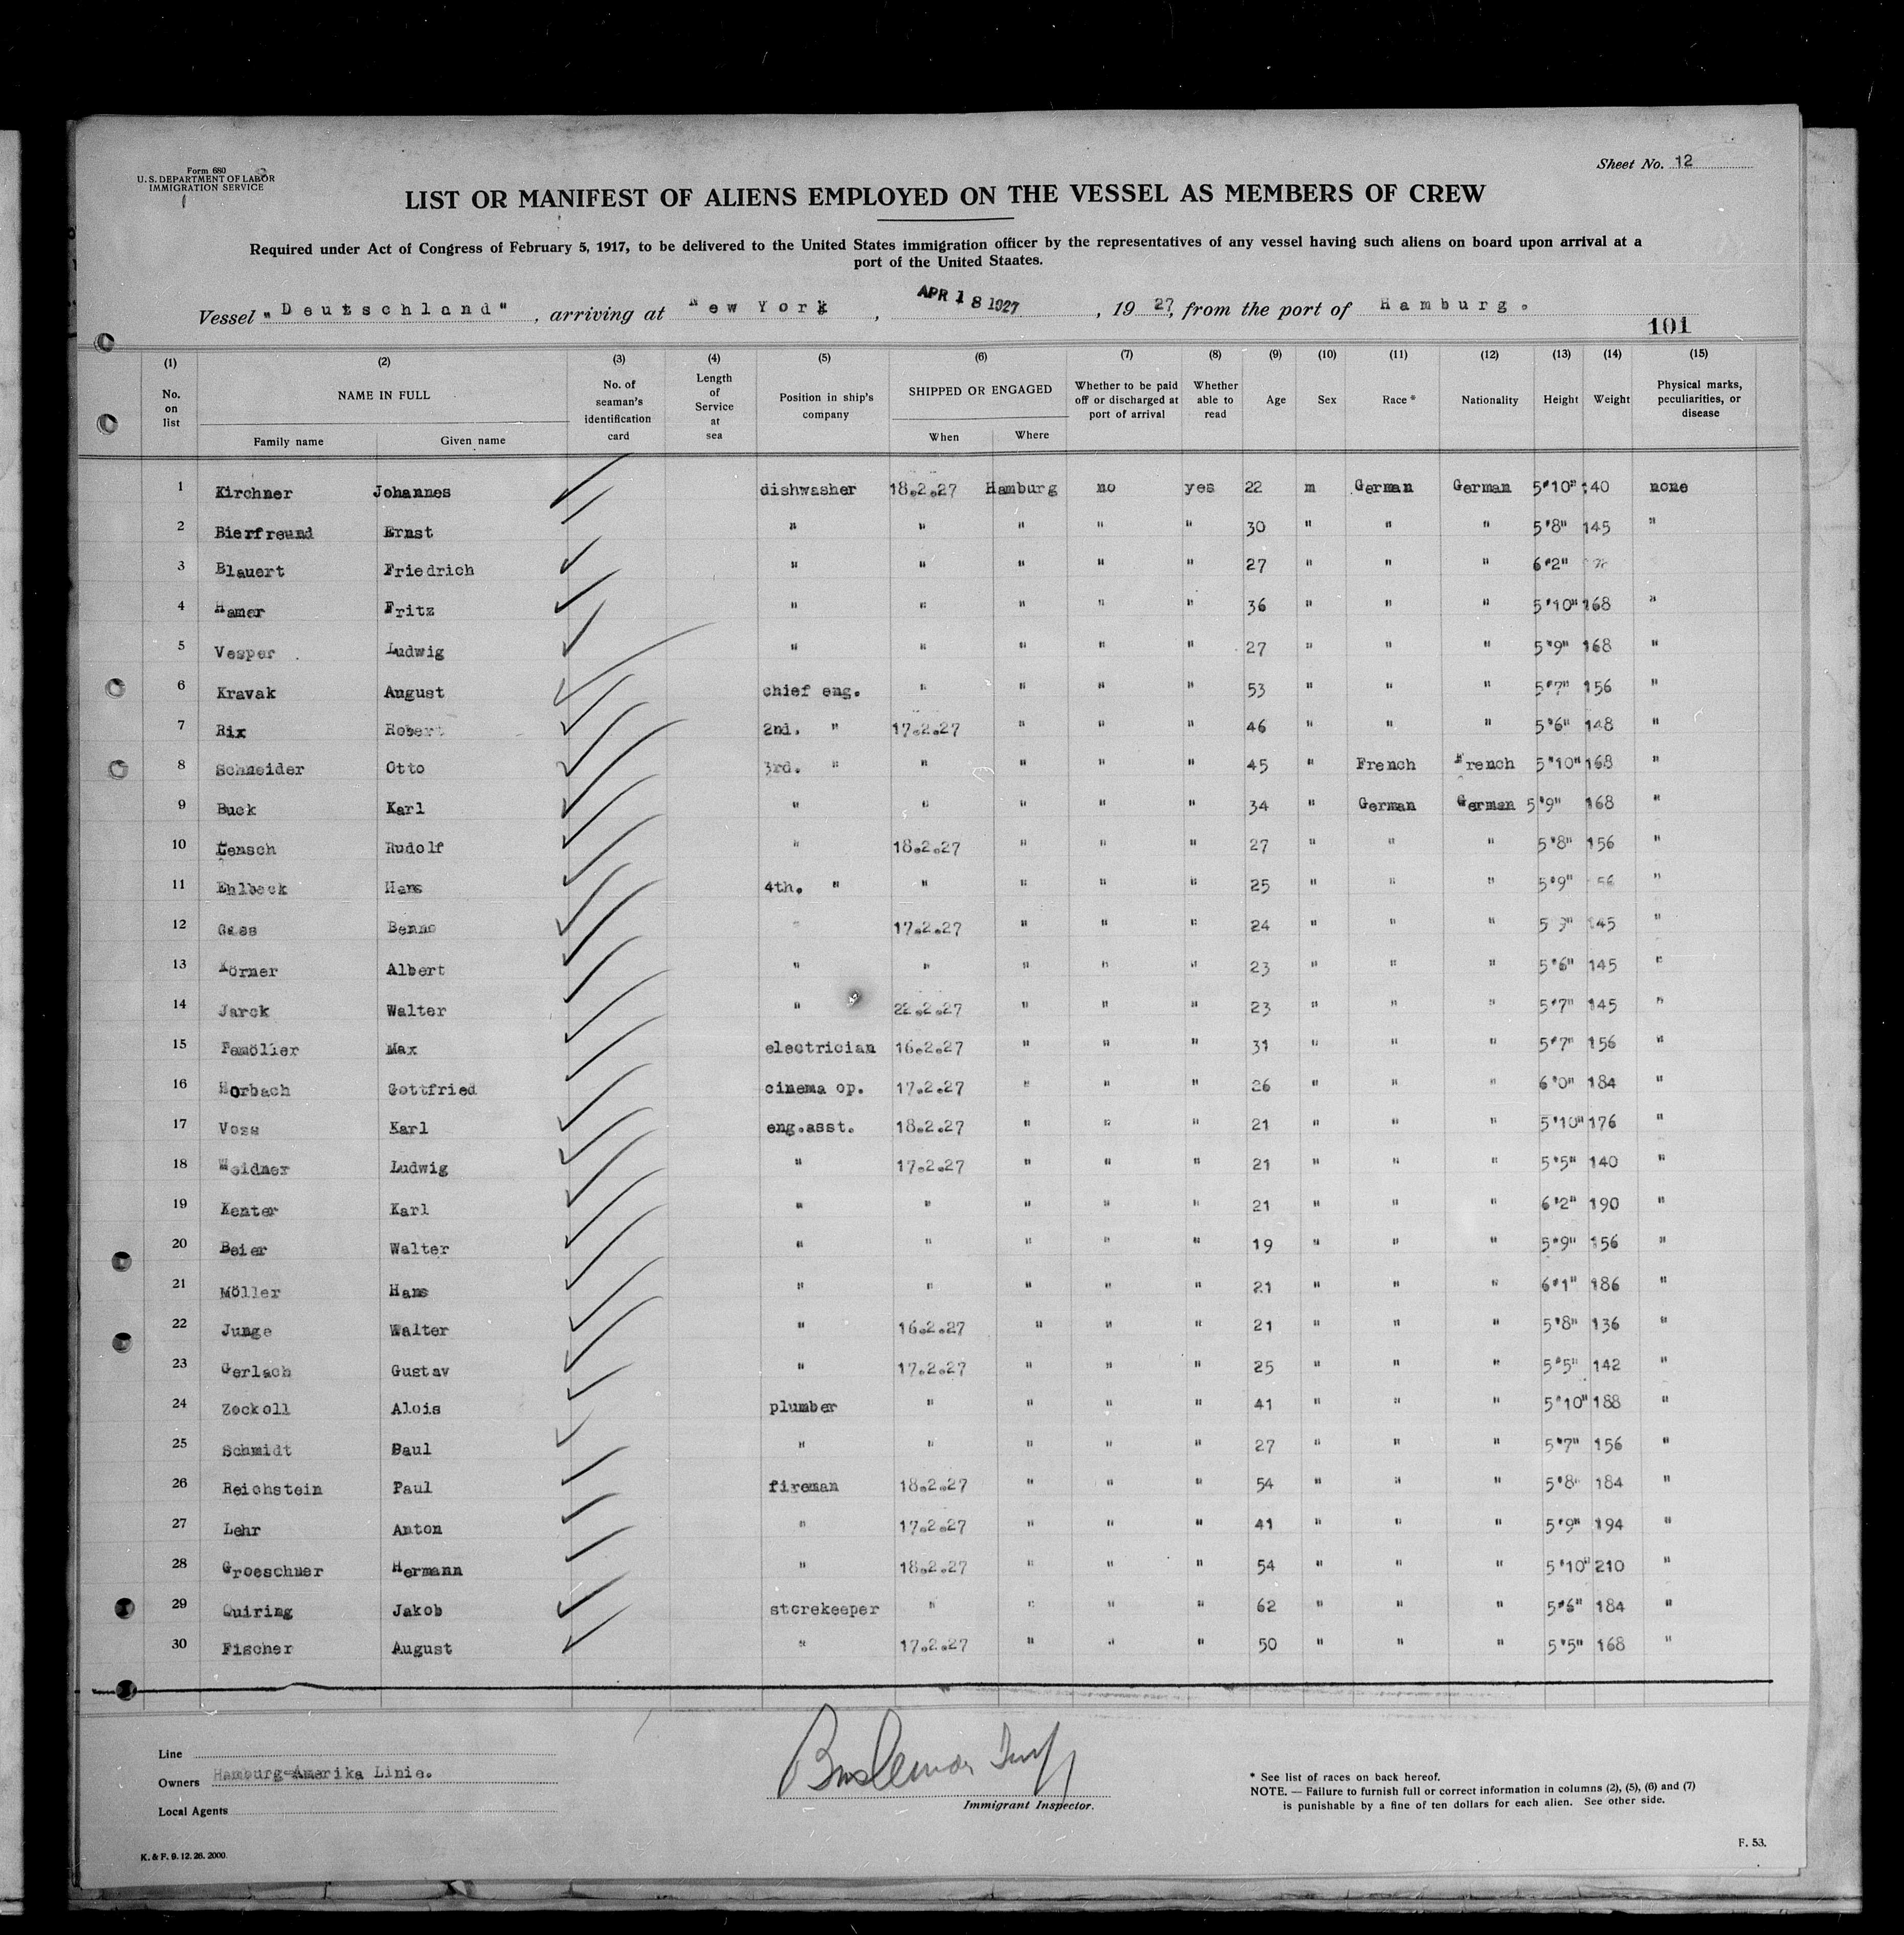 Form 680
U. S. DEPARTMENT OF LABOR
IMMIGRATION SERVICE
Sheet No. 12
LIST OR MANIFEST OF ALIENS EMPLOYED ON THE VESSEL AS MEMBERS OF CREW
Required under Act of Congress of February 5, 1917, to be delivered to the United States immigration officer by the representatives of any vessel having such aliens on board upon arrival at a
port of the United Staates.
Vessel "Deutschland", arriving at New York, APR 18 1927, 1927, from the port of Hamburg.
101
(1) (2) (3) (4) (5) (6) (7) (8) (9) (10) (11) (12) (13) (14) (15)
No. on list NAME IN FULL Family name Given name No. of seaman's identification card Length of Service at sea Position in ship's company SHIPPED OR ENGAGED When Where Whether to be paid off or discharged at port of arrival Whether able to read Age Sex Race * Nationality Height Weight Physical marks, peculiarities, or disease
1 Kirchner Johannes dishwasher 18.2.27 Hamburg no yes 22 m German German 5'10" 140 none
2 Bierfreund Ernst " " " " " 30 " " " 5'8" 145 "
3 Blauert Friedrich " " " " " 27 " " " 6'2"
4 Hamer Fritz " " " " " 36 " " " 5'10" 168 "
5 Vesper Ludwig " " " " " 27 " " " 5'9" 168 "
6 Kravak August chief eng. " " " " 53 " " " 5'7" 156 "
7 Rix Robert 2nd. " 17.2.27 " " " 46 " " " 5'6" 148 "
8 Schneider Otto 3rd. " " " " " 45 " French French 5'10" 168 "
9 Buck Karl " " " " " 34 " German German 5'9" 168 "
10 Lensch Rudolf " 18.2.27 " " " 27 " " " 5'8" 156 "
11 Ehlbeck Hans 4th. " " " " " 25 " " " 5'9" 56 "
12 Benno " 17.2.27 " " " 24 " " " 145 "
13 Körner Albert " " " " " 23 " " " 5'6" 145 "
14 Jarck Walter " 22.2.27 " " " 23 " " " 5'7" 145 "
15 Pamöller Max electrician 16.2.27 " " " 31 " " " 5'7" 156 "
16 Horbach Gottfried cinema op. 17.2.27 " " " 26 " " " 6'0" 184 "
17 Voss Karl eng.asst. 18.2.27 " " " 21 " " " 5'10" 176 "
18 Weidner Ludwig " 17.2.27 " " " 21 " " " 5'5" 140 "
19 Kenter Karl " " " " " 21 " " " 6'2" 190 "
20 Beier Walter " " " " " 19 " " " 5'9" 156 "
21 Möller Hans " " " " " 21 " " " 6'1" 186 "
22 Junge Walter " 16.2.27 " " " 21 " " " 5'8" 136 "
23 Gerlach Gustav " 17.2.27 " " " 25 " " " 5'5" 142 "
24 Zockoll Alois plumber " " " " 41 " " " 5'10" 188 "
25 Schmidt Paul " " " " " 27 " " " 5'7" 156 "
26 Reichstein Paul fireman 18.2.27 " " " 54 " " " 5'8" 184 "
27 Lehr Anton " 17.2.27 " " " 41 " " " 5'9" 194 "
28 Groeschner Hermann " 18.2.27 " " " 54 " " " 5'10" 210 "
29 Quiring Jakob storekeeper " " " " 62 " " " 5'6" 184 "
30 Fischer August " 17.2.27 " " " 50 " " " 5'5" 168 "
Line
Owners Hamburg-Amerika Linie.
Local Agents
Immigrant Inspector.
* See list of races on back hereof.
NOTE. — Failure to furnish full or correct information in columns (2), (5), (6) and (7)
is punishable by a fine of ten dollars for each alien. See other side.
K. & F. 9. 12. 26. 2000.
F. 53.